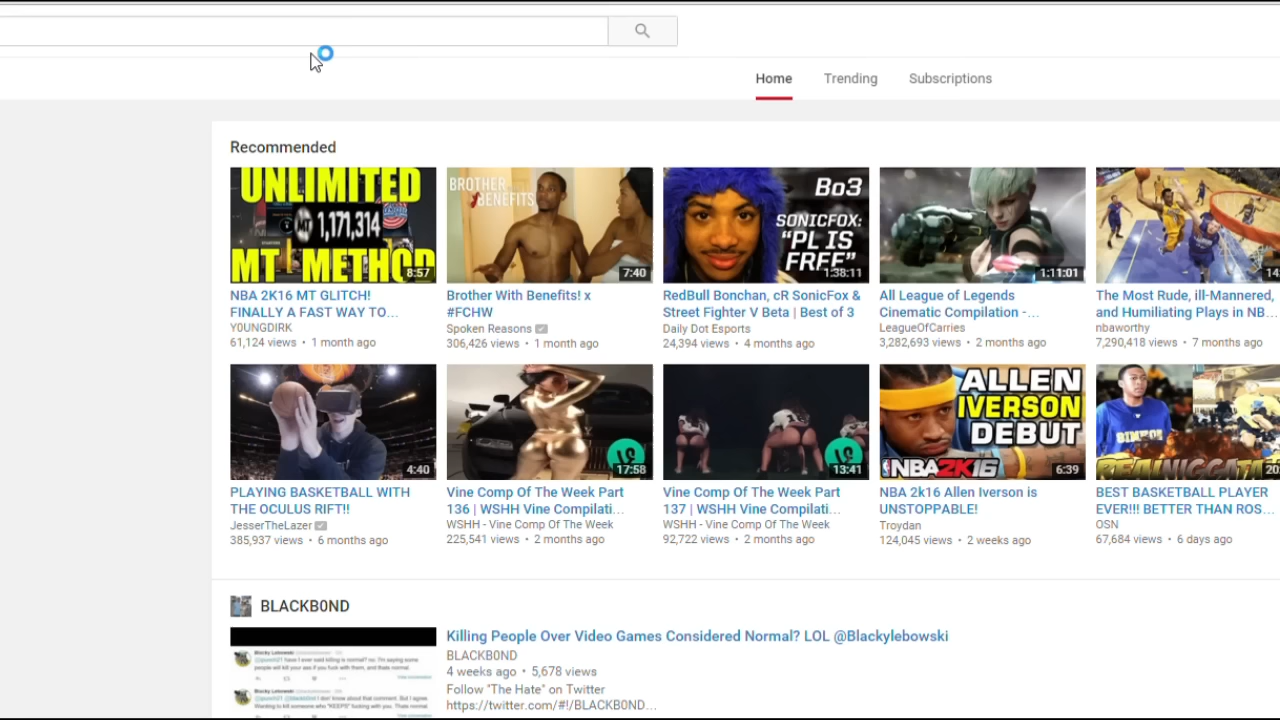 Home Trending Subscriptions
Recommended
UNLIMITED
1,171,314
MT METHOD
8:57
NBA 2K16 MT GLITCH!
FINALLY A FAST WAY TO...
Y0UNGDIRK
61,124 views • 1 month ago
BROTHER
BENEFITS!
7:40
Brother With Benefits! x
#FCHW
Spoken Reasons
306,426 views • 1 month ago
Bo3
SONICFOX:
"PL IS
FREE"
1:38:11
RedBull Bonchan, cR SonicFox &
Street Fighter V Beta | Best of 3
Daily Dot Esports
24,394 views • 4 months ago
1:11:01
All League of Legends
Cinematic Compilation -...
LeagueOfCarries
3,282,693 views • 2 months ago
14:
The Most Rude, ill-Mannered,
and Humiliating Plays in NB...
nbaworthy
7,290,418 views • 7 months ago
4:40
PLAYING BASKETBALL WITH
THE OCULUS RIFT!!
JesserTheLazer
385,937 views • 6 months ago
17:58
Vine Comp Of The Week Part
136 | WSHH Vine Compilati...
WSHH - Vine Comp Of The Week
225,541 views • 2 months ago
13:41
Vine Comp Of The Week Part
137 | WSHH Vine Compilati...
WSHH - Vine Comp Of The Week
92,722 views • 2 months ago
ALLEN
IVERSON
DEBUT
NBA2K16
6:39
NBA 2k16 Allen Iverson is
UNSTOPPABLE!
Troydan
124,045 views • 2 weeks ago
20:
BEST BASKETBALL PLAYER
EVER!!! BETTER THAN ROS...
OSN
67,684 views • 6 days ago
BLACKB0ND
Killing People Over Video Games Considered Normal? LOL @Blackylebowski
BLACKB0ND
4 weeks ago • 5,678 views
Follow "The Hate" on Twitter
https://twitter.com/#!/BLACKB0ND...